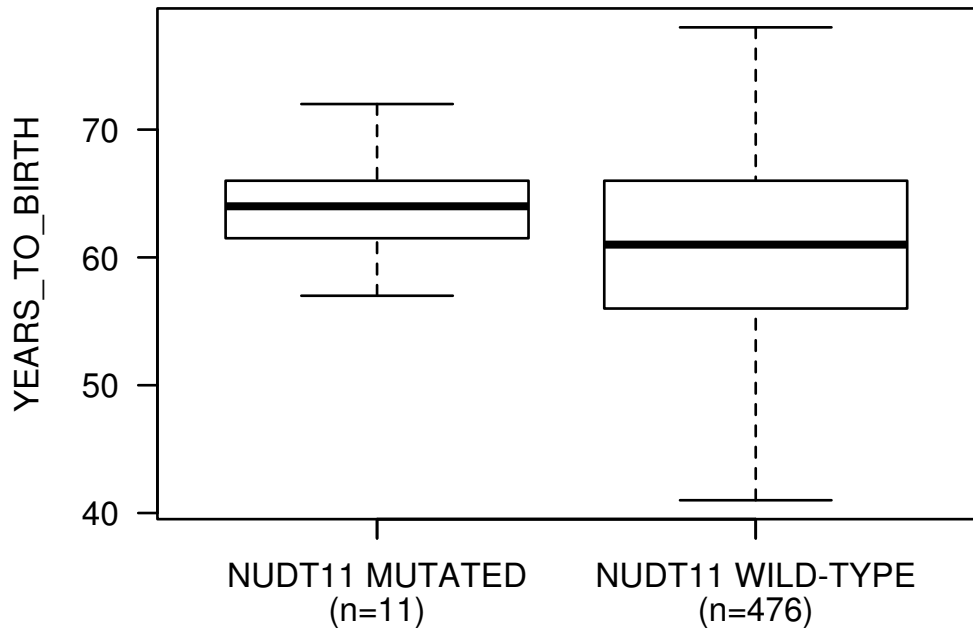 YEARS_TO_BIRTH
70
60
50
40
NUDT11 MUTATED
(n=11)
NUDT11 WILD-TYPE
(n=476)